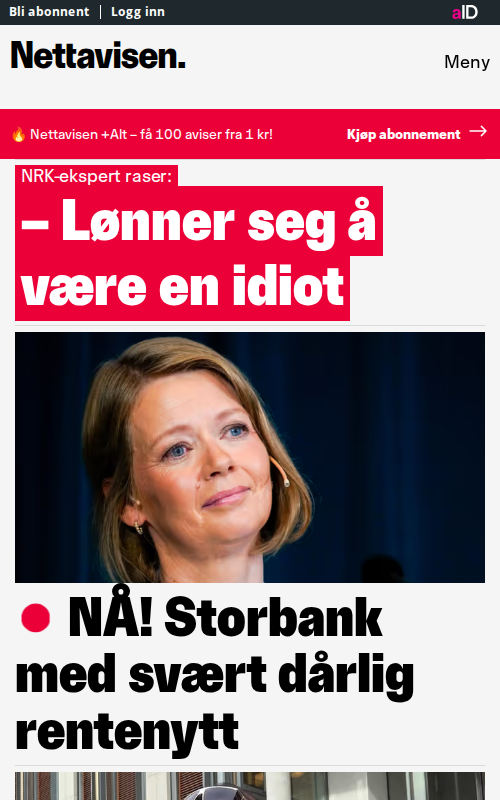 Bli abonnent | Logg inn
aID
Nettavisen.
Meny
🔥 Nettavisen +Alt – få 100 aviser fra 1 kr!
Kjøp abonnement →
NRK-ekspert raser:
– Lønner seg å
være en idiot
NÅ! Storbank
med svært dårlig
rentenytt